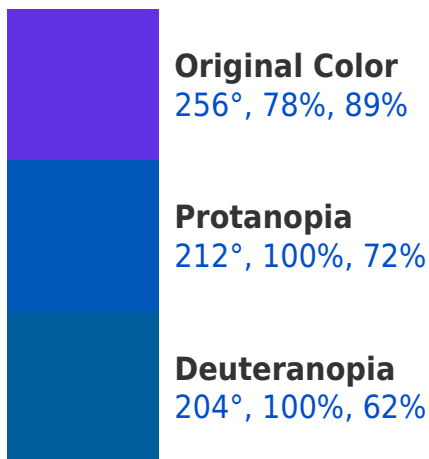 Original Color
256°, 78%, 89%
Protanopia
212°, 100%, 72%
Deuteranopia
204°, 100%, 62%